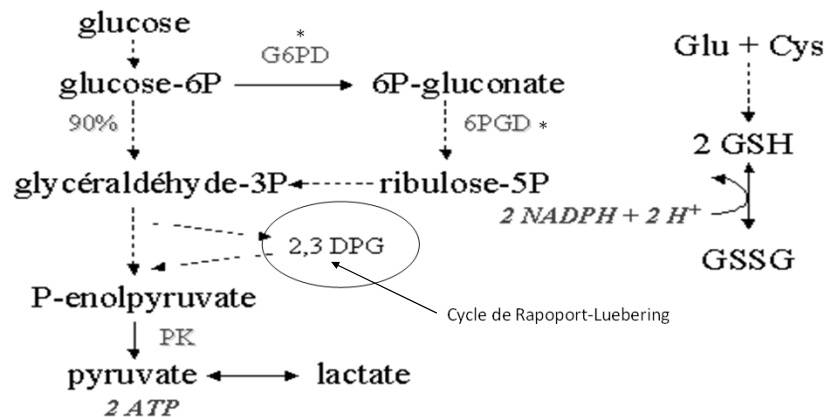 glucose
*
G6PD
Glu + Cys
glucose-6P
6P-gluconate
90%
6PGD *
2 GSH
glycéraldéhyde-3P
ribulose-5P
2 NADPH + 2 H+
2,3 DPG
GSSG
P-enolpyruvate
Cycle de Rapoport-Luebering
PK
pyruvate
lactate
2 ATP